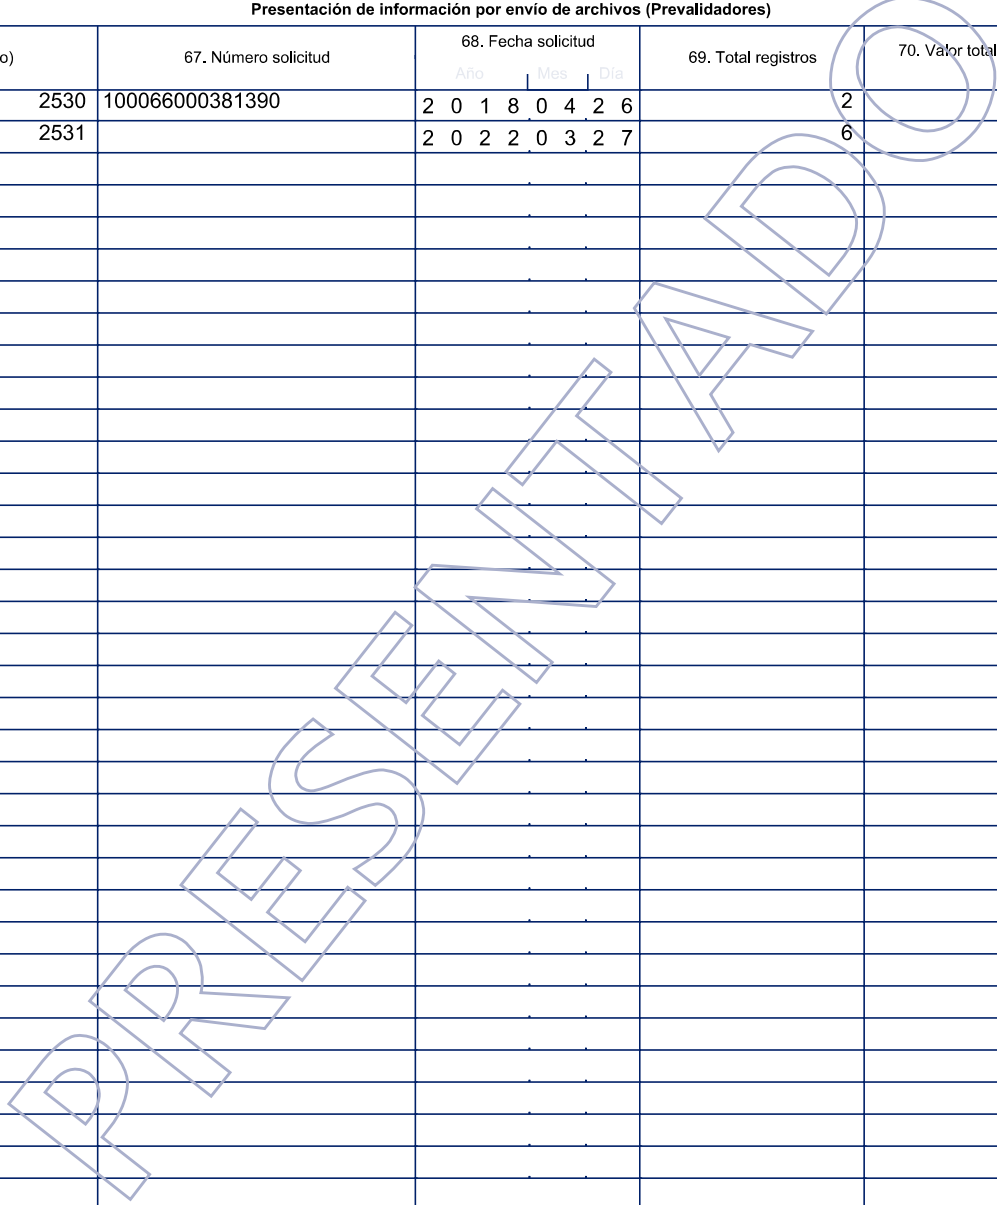 Presentación de información por envío de archivos (Prevalidadores)
o) 67. Número solicitud 68. Fecha solicitud 69. Total registros 70. Valor total
Año Mes Día
2530 100066000381390 2 0 1 8 0 4 2 6 2
2531 2 0 2 2 0 3 2 7 6
PRESENTADO